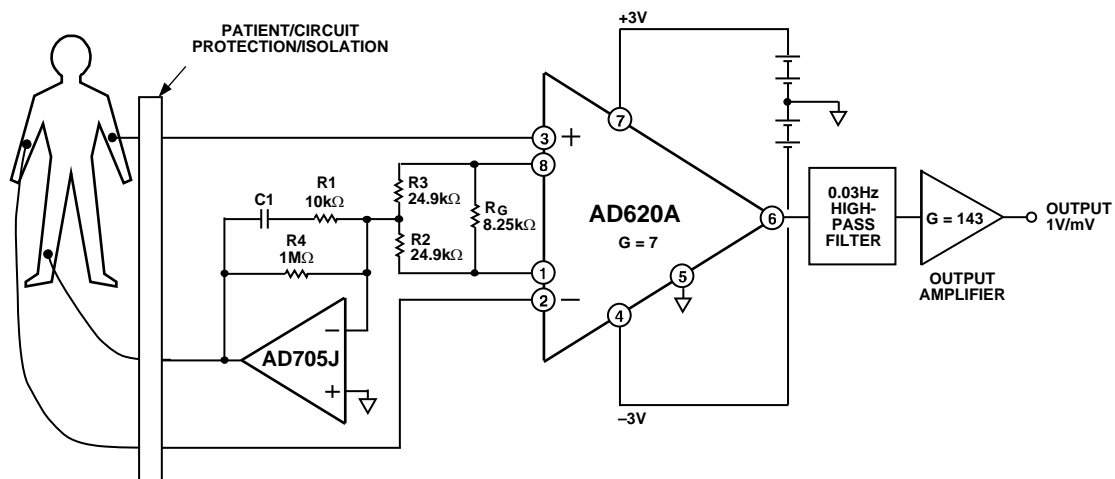 PATIENT/CIRCUIT
PROTECTION/ISOLATION
+3V
7
3
+
8
R1
10kΩ
C1
R3
24.9kΩ
RG
8.25kΩ
R4
1MΩ
R2
24.9kΩ
AD620A
G = 7
6
0.03Hz
HIGH-
PASS
FILTER
G = 143
OUTPUT
1V/mV
OUTPUT
AMPLIFIER
1
2
–
5
4
–
AD705J
+
–3V